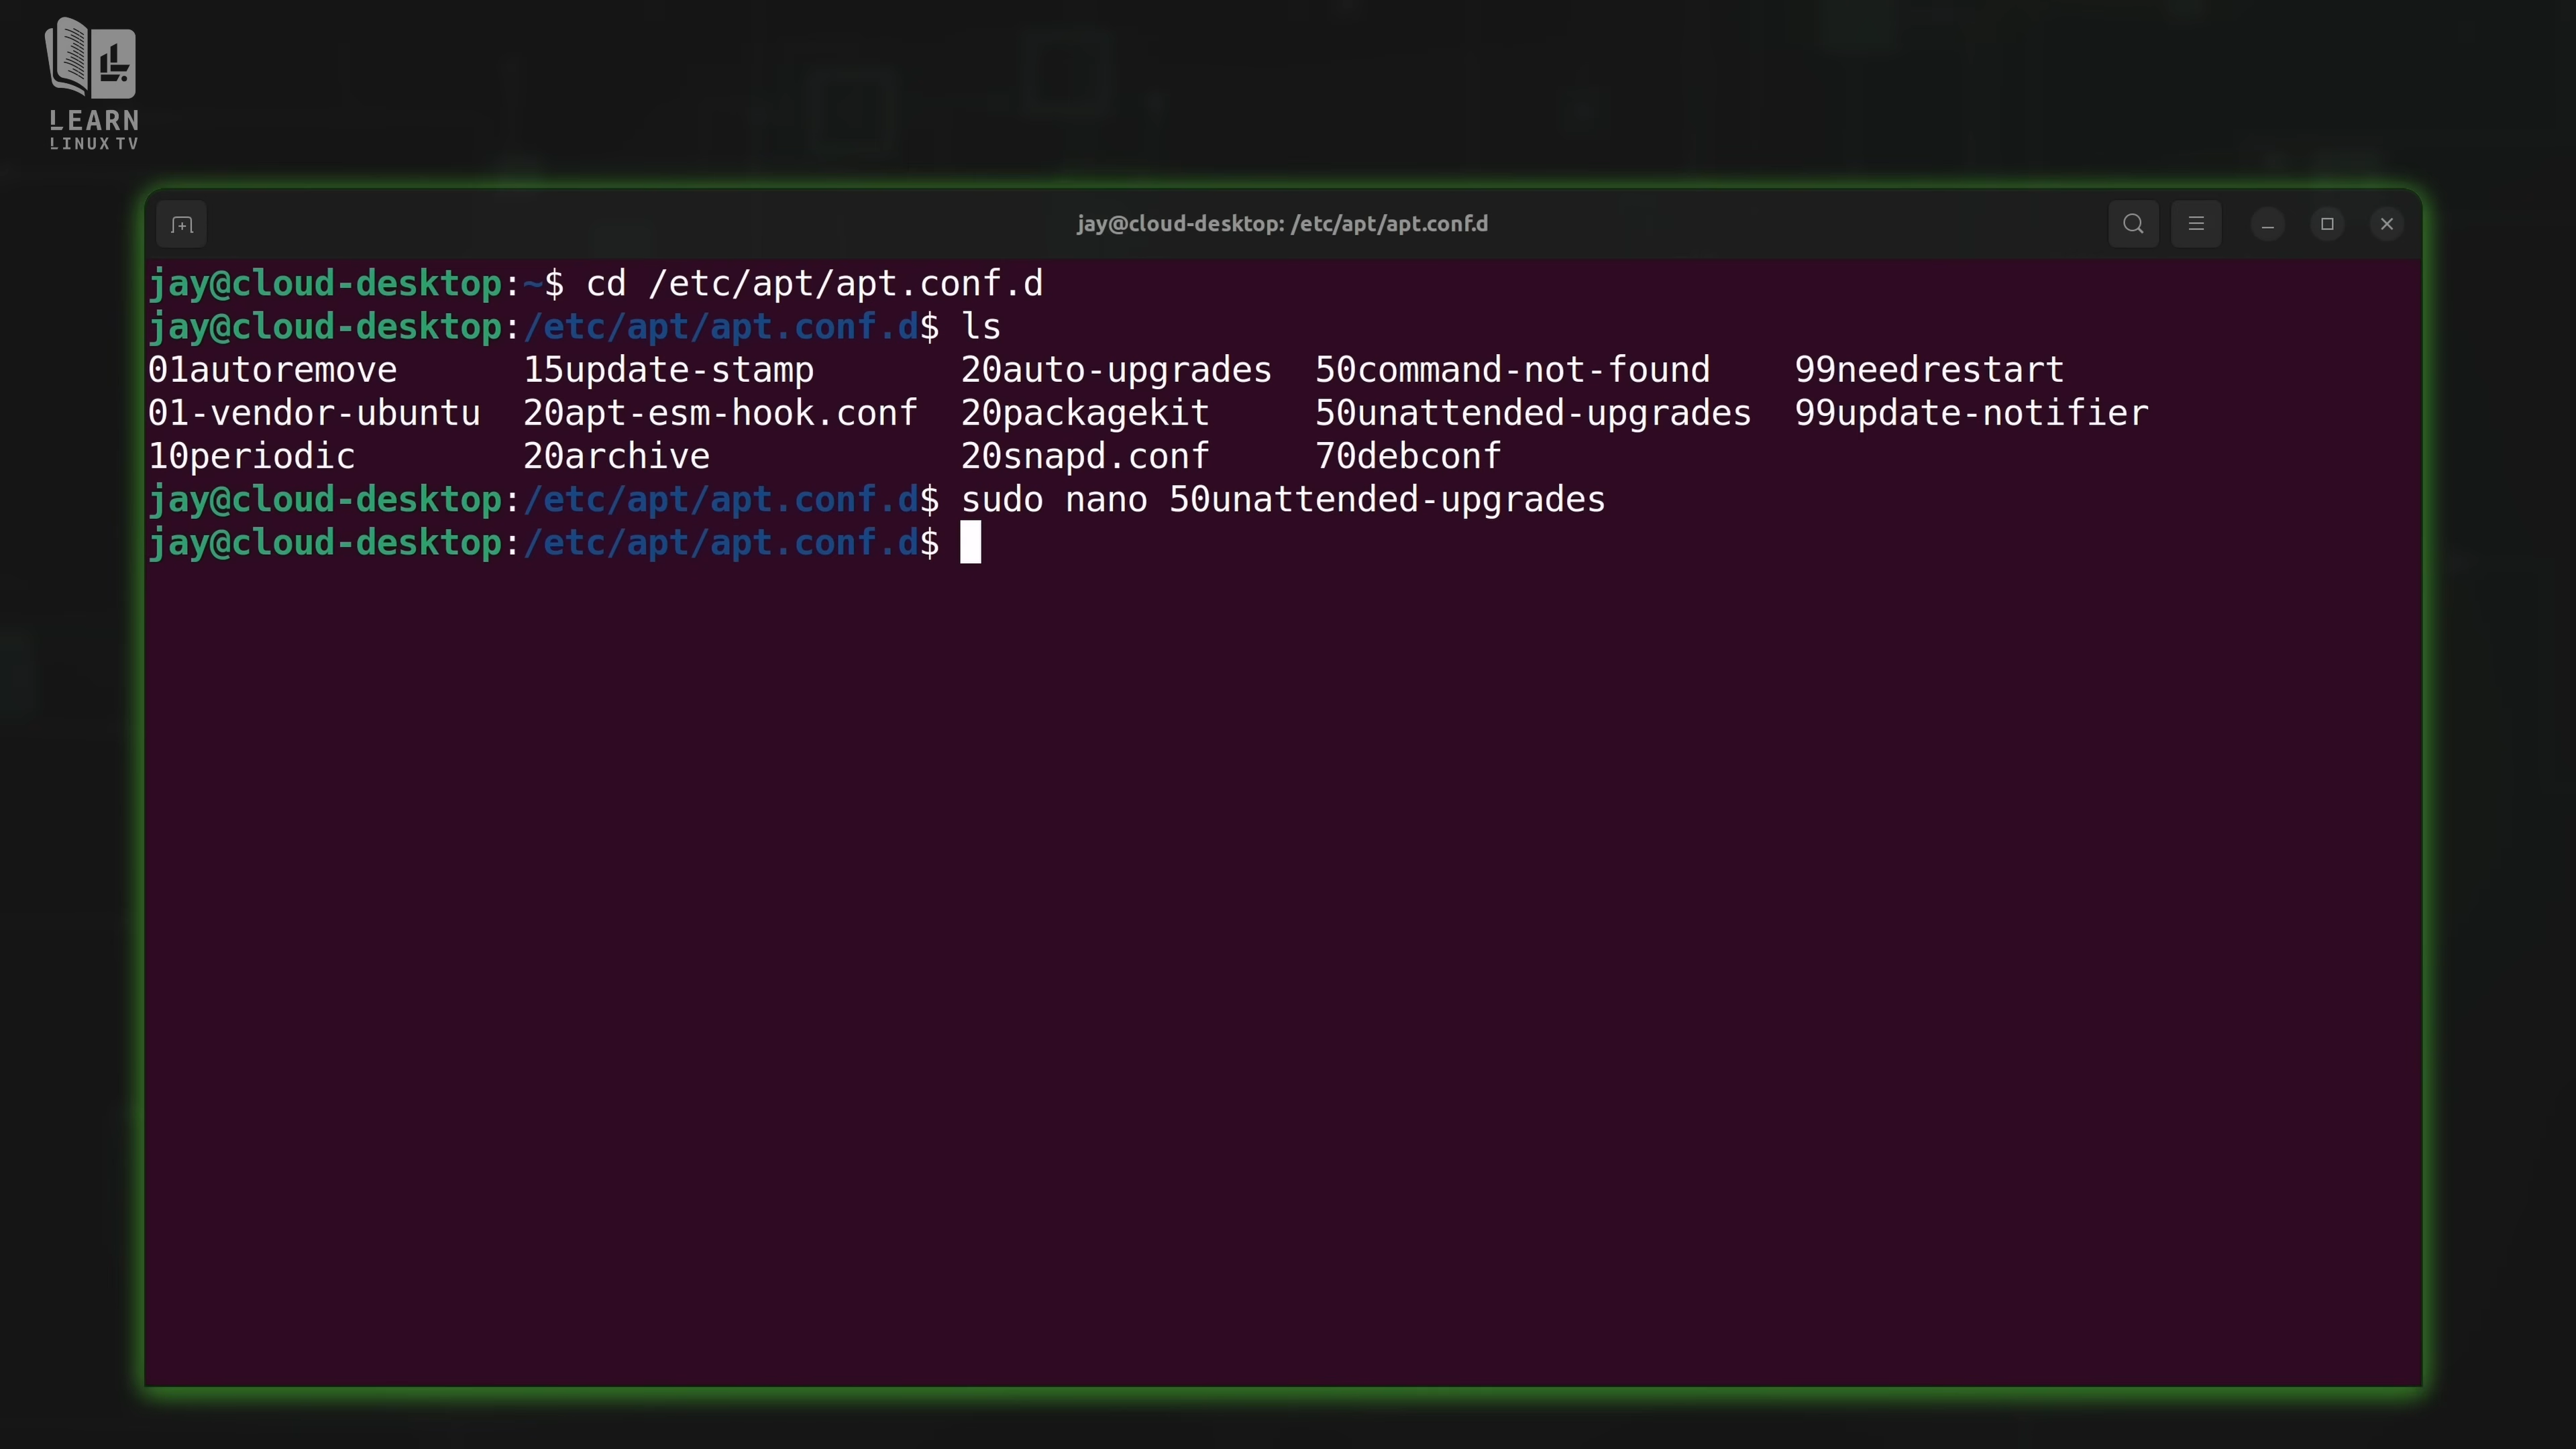 LEARN
LINUX TV
jay@cloud-desktop: /etc/apt/apt.conf.d
jay@cloud-desktop:~$ cd /etc/apt/apt.conf.d
jay@cloud-desktop:/etc/apt/apt.conf.d$ ls
01autoremove 15update-stamp 20auto-upgrades 50command-not-found 99needrestart
01-vendor-ubuntu 20apt-esm-hook.conf 20packagekit 50unattended-upgrades 99update-notifier
10periodic 20archive 20snapd.conf 70debconf
jay@cloud-desktop:/etc/apt/apt.conf.d$ sudo nano 50unattended-upgrades
jay@cloud-desktop:/etc/apt/apt.conf.d$